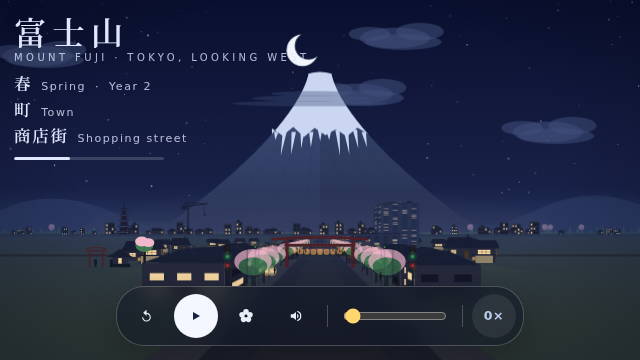 富士山
MOUNT FUJI · TOKYO, LOOKING WEST
春 Spring · Year 2
町 Town
商店街 Shopping street
0×